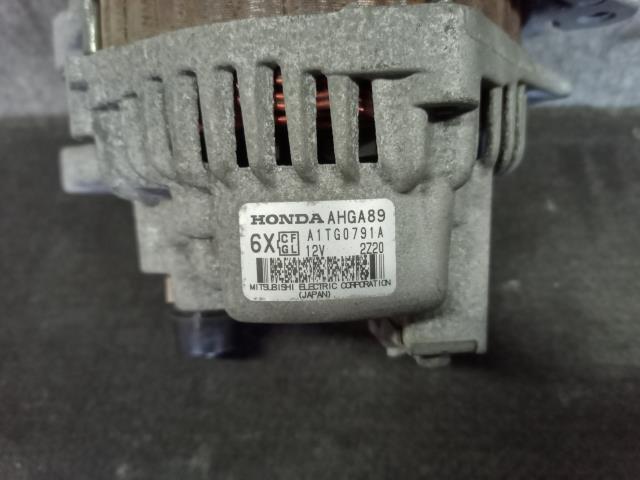 HONDA AHGA89
6X CF GL A1TG0791A
12V 2Z20
MITSUBISHI ELECTRIC CORPORATION
(JAPAN)